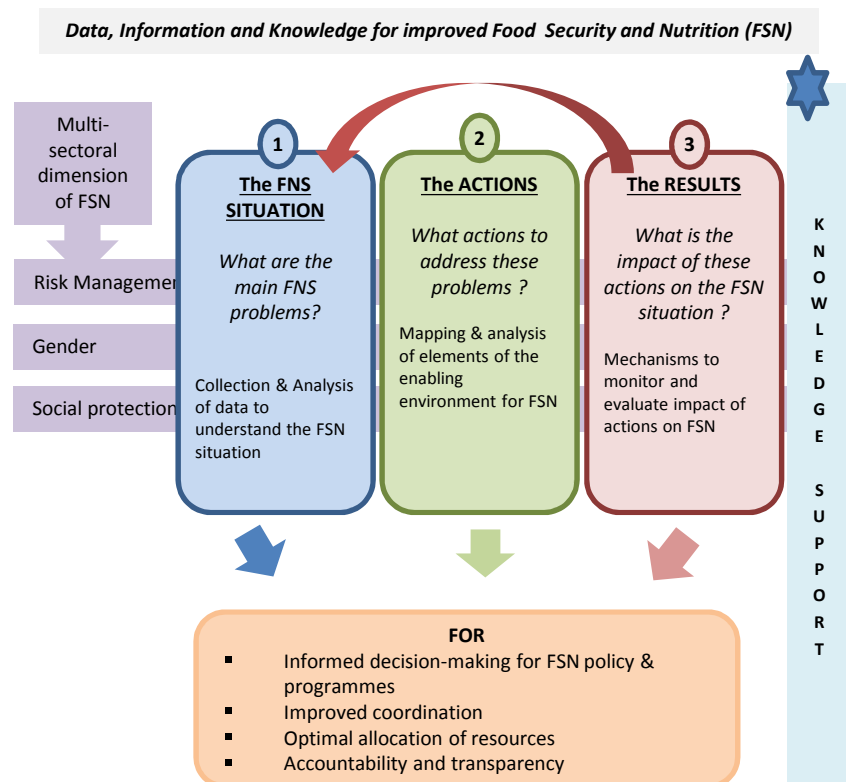 Data, Information and Knowledge for improved Food Security and Nutrition (FSN)
Multi-
sectoral
dimension
of FSN
Risk Managemen
Gender
Social protection
1
The FNS
SITUATION
What are the
main FNS
problems?
Collection & Analysis
of data to
understand the FSN
situation
2
The ACTIONS
What actions to
address these
problems ?
Mapping & analysis
of elements of the
enabling
environment for FSN
3
The RESULTS
What is the
impact of these
actions on the FSN
situation ?
Mechanisms to
monitor and
evaluate impact of
actions on FSN
KNOWLEDGE SUPPORT
FOR
▪ Informed decision-making for FSN policy &
programmes
▪ Improved coordination
▪ Optimal allocation of resources
▪ Accountability and transparency